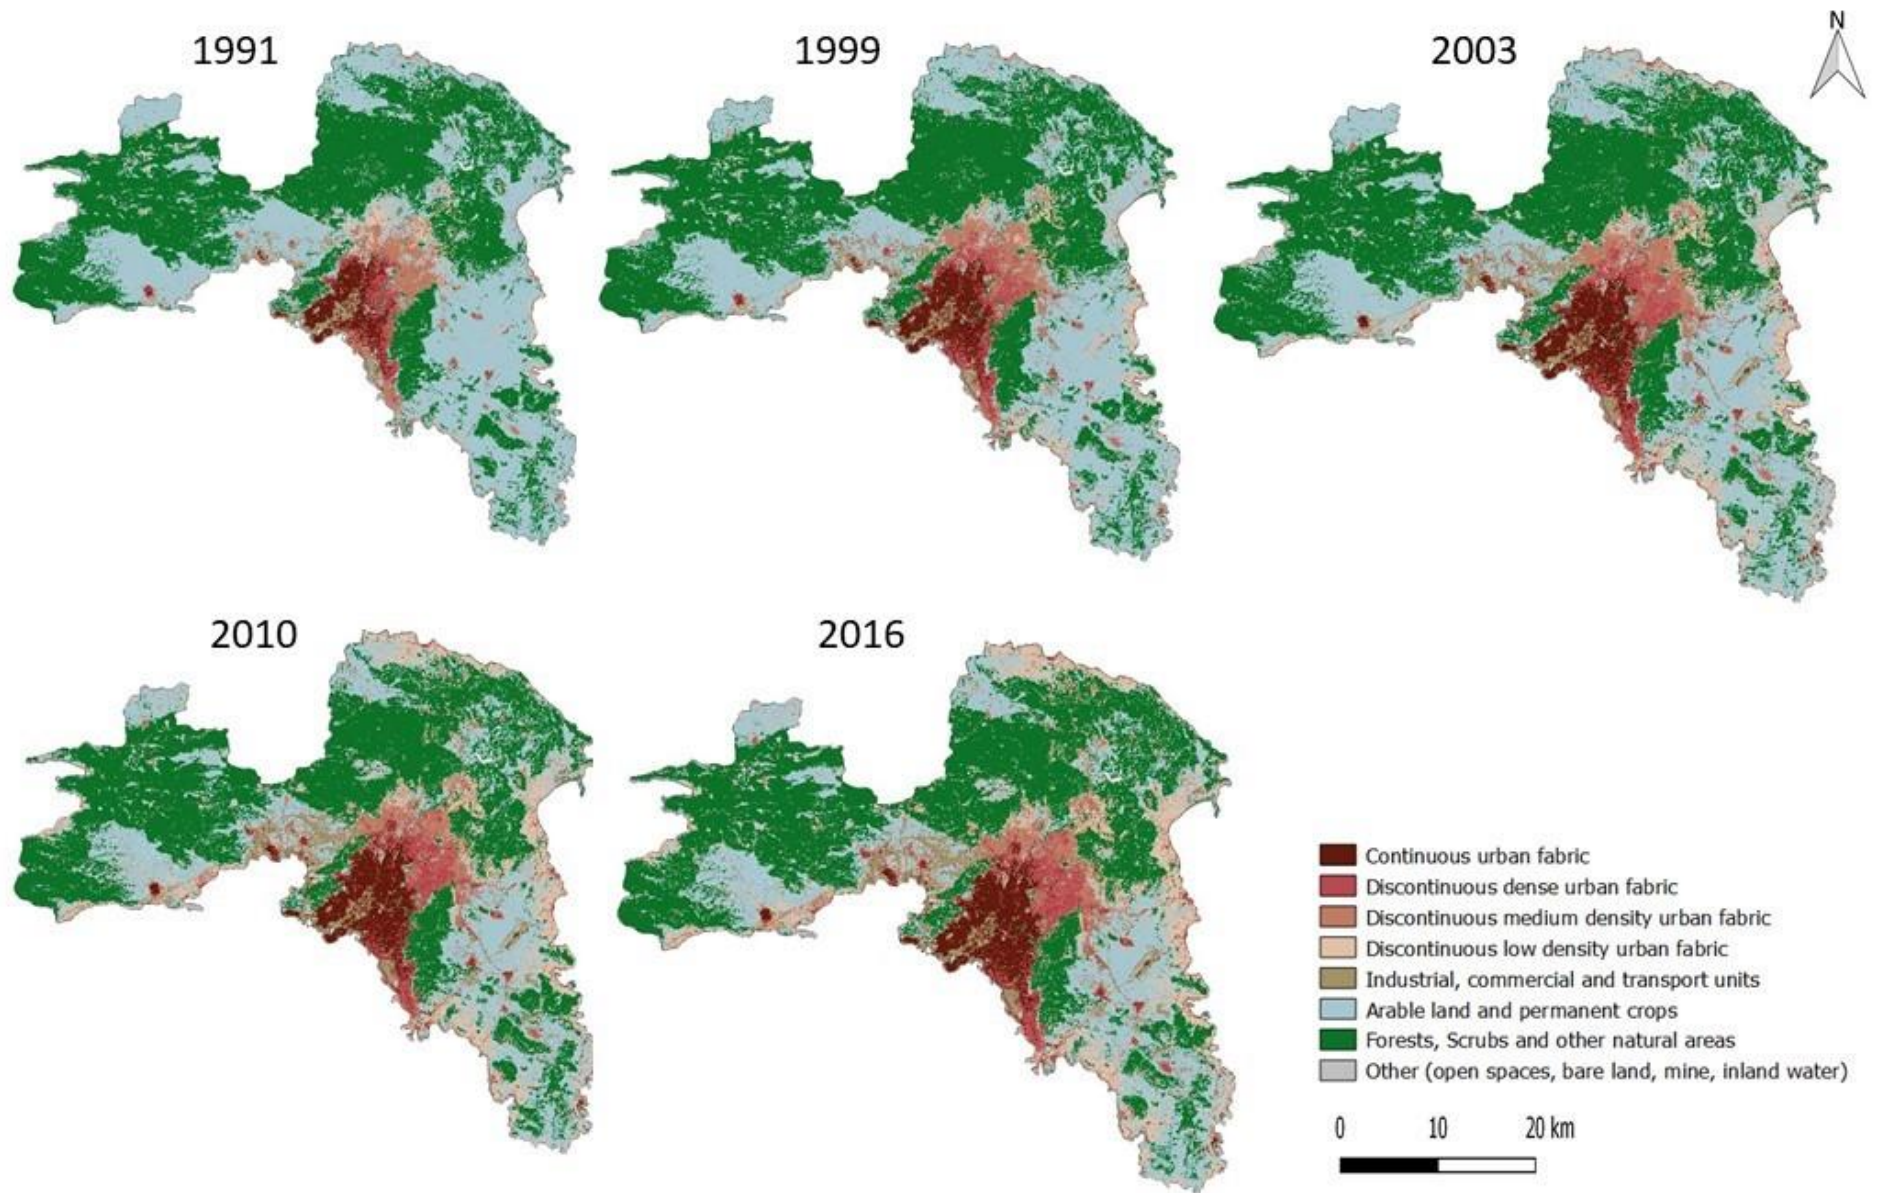 1991
1999
2003
N
2010
2016
Continuous urban fabric
Discontinuous dense urban fabric
Discontinuous medium density urban fabric
Discontinuous low density urban fabric
Industrial, commercial and transport units
Arable land and permanent crops
Forests, Scrubs and other natural areas
Other (open spaces, bare land, mine, inland water)
0 10 20 km